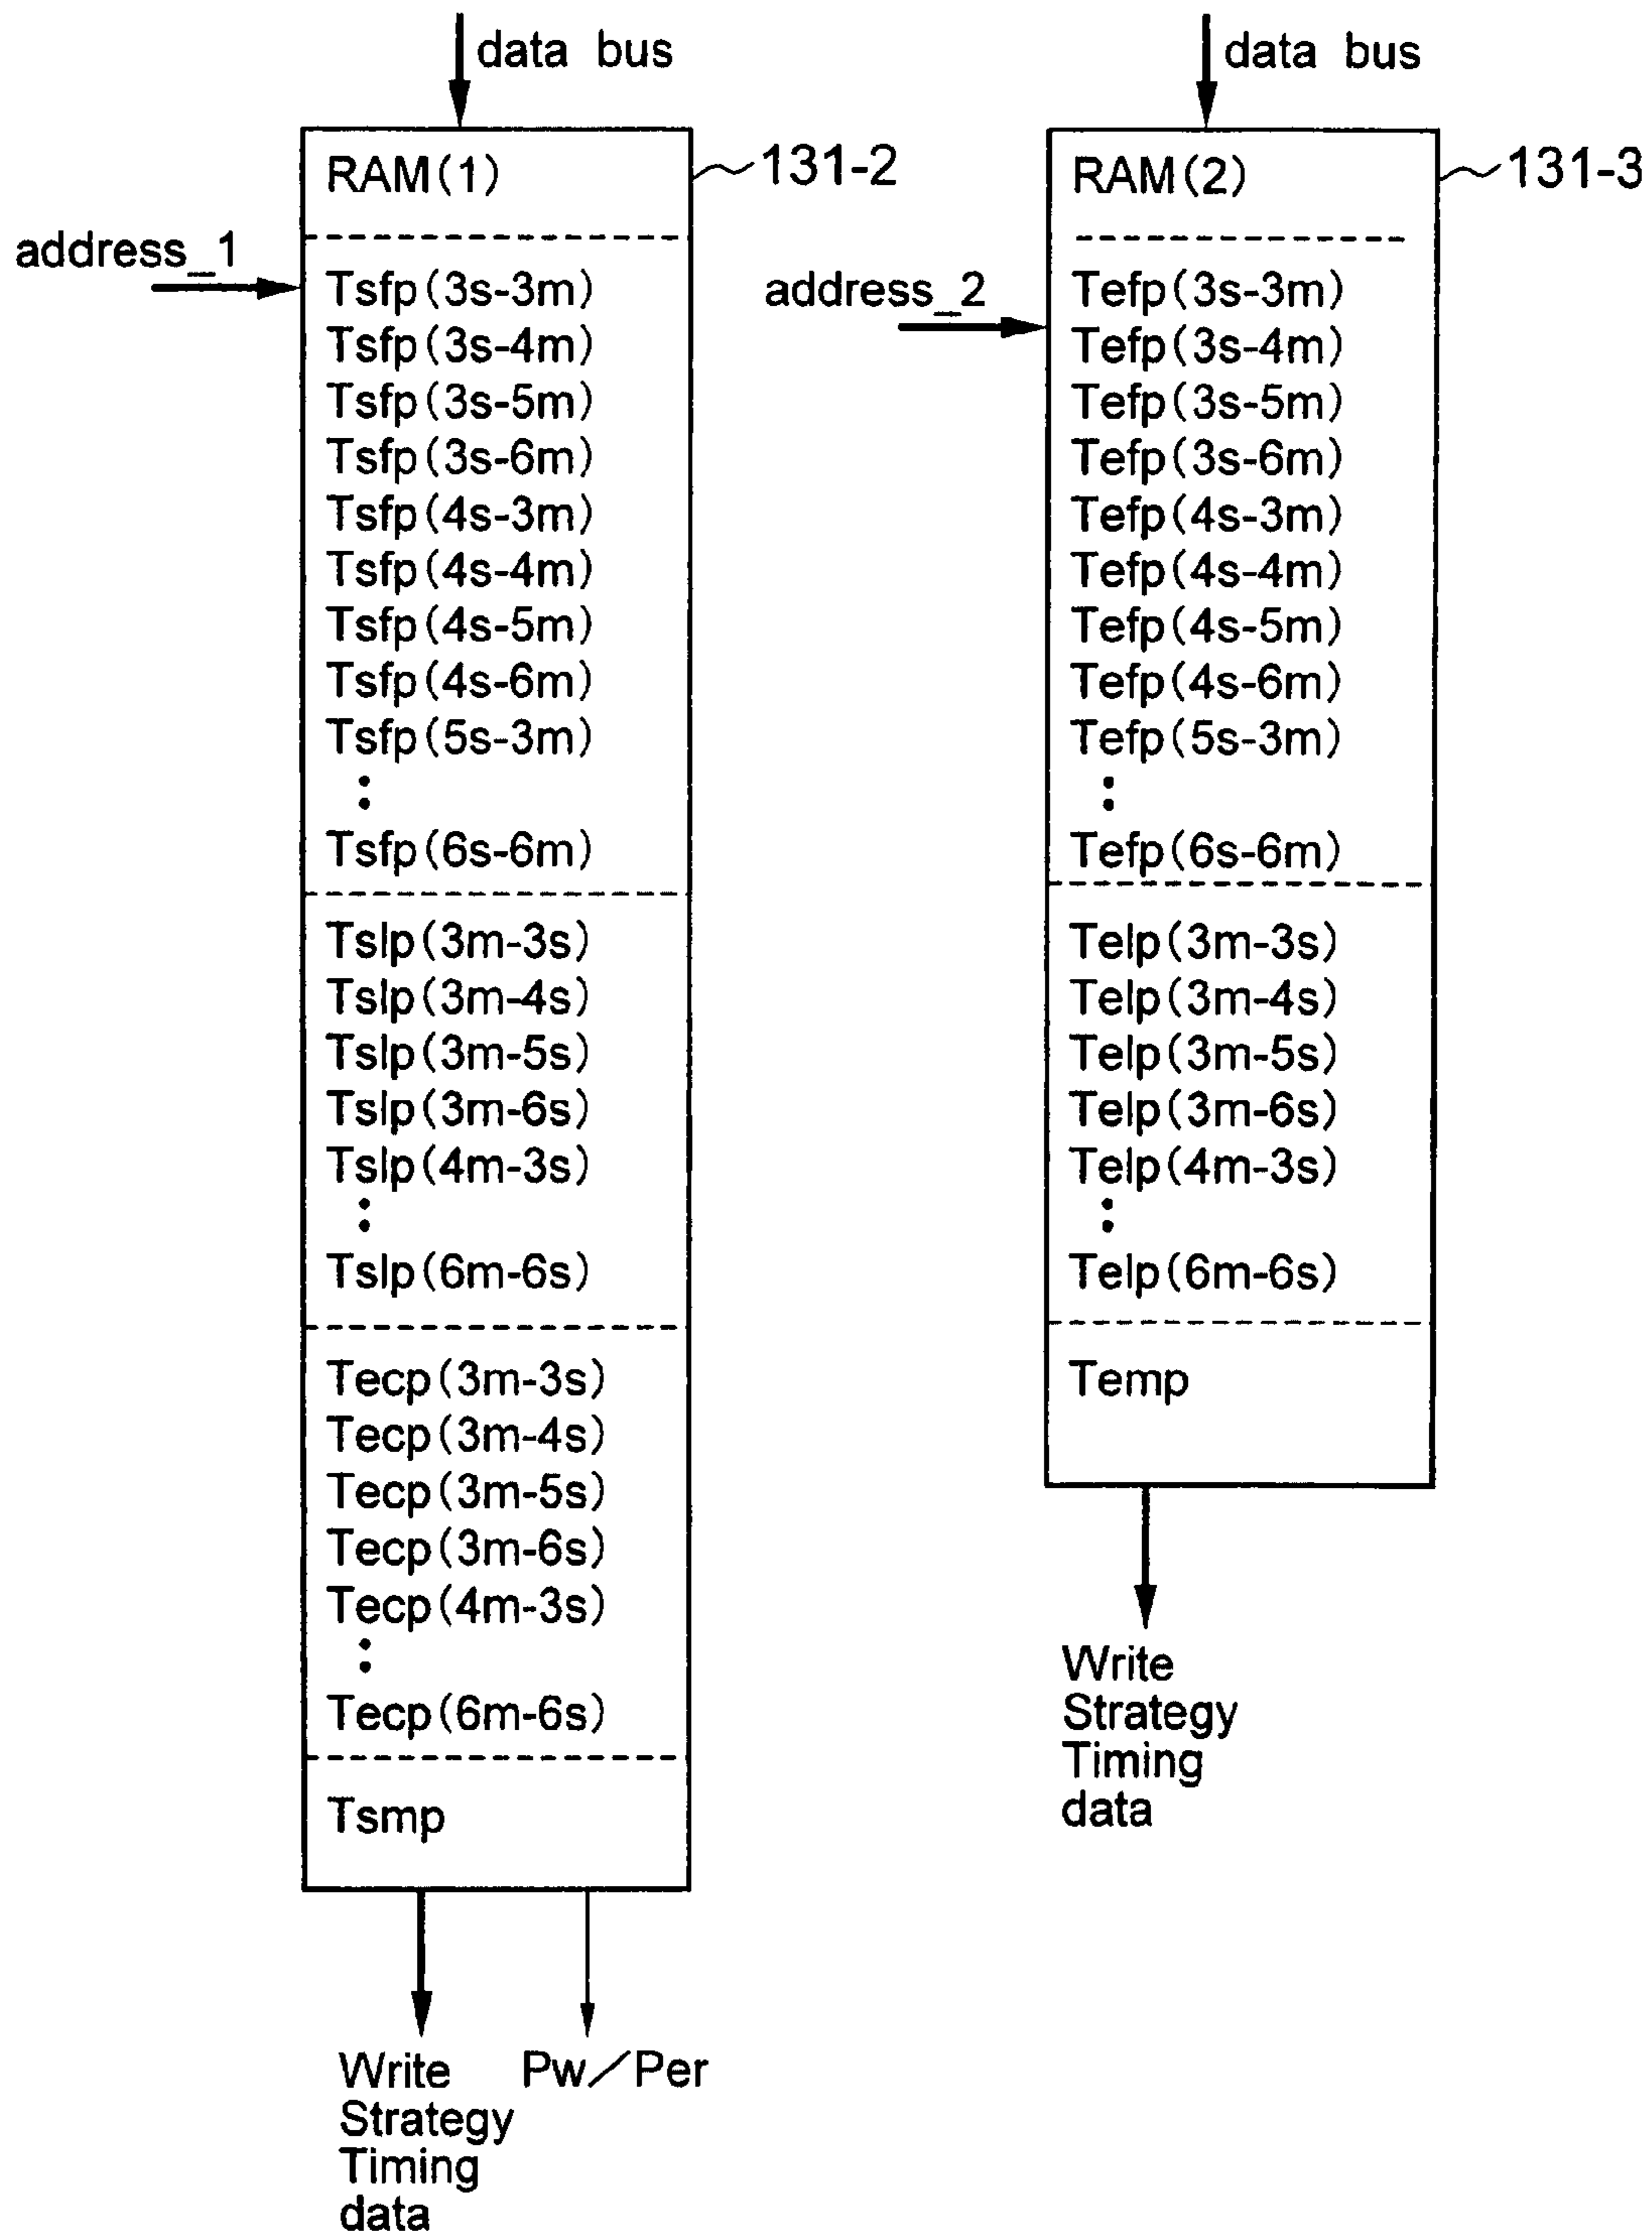 data bus
RAM(1)
131-2
address_1
Tsfp(3s-3m)
Tsfp(3s-4m)
Tsfp(3s-5m)
Tsfp(3s-6m)
Tsfp(4s-3m)
Tsfp(4s-4m)
Tsfp(4s-5m)
Tsfp(4s-6m)
Tsfp(5s-3m)
Tsfp(6s-6m)
Tslp(3m-3s)
Tslp(3m-4s)
Tslp(3m-5s)
Tslp(3m-6s)
Tslp(4m-3s)
Tslp(6m-6s)
Tecp(3m-3s)
Tecp(3m-4s)
Tecp(3m-5s)
Tecp(3m-6s)
Tecp(4m-3s)
Tecp(6m-6s)
Tsmp
Write
Strategy
Timing
data
Pw/Per
data bus
RAM(2)
131-3
address_2
Tefp(3s-3m)
Tefp(3s-4m)
Tefp(3s-5m)
Tefp(3s-6m)
Tefp(4s-3m)
Tefp(4s-4m)
Tefp(4s-5m)
Tefp(4s-6m)
Tefp(5s-3m)
Tefp(6s-6m)
Telp(3m-3s)
Telp(3m-4s)
Telp(3m-5s)
Telp(3m-6s)
Telp(4m-3s)
Telp(6m-6s)
Temp
Write
Strategy
Timing
data